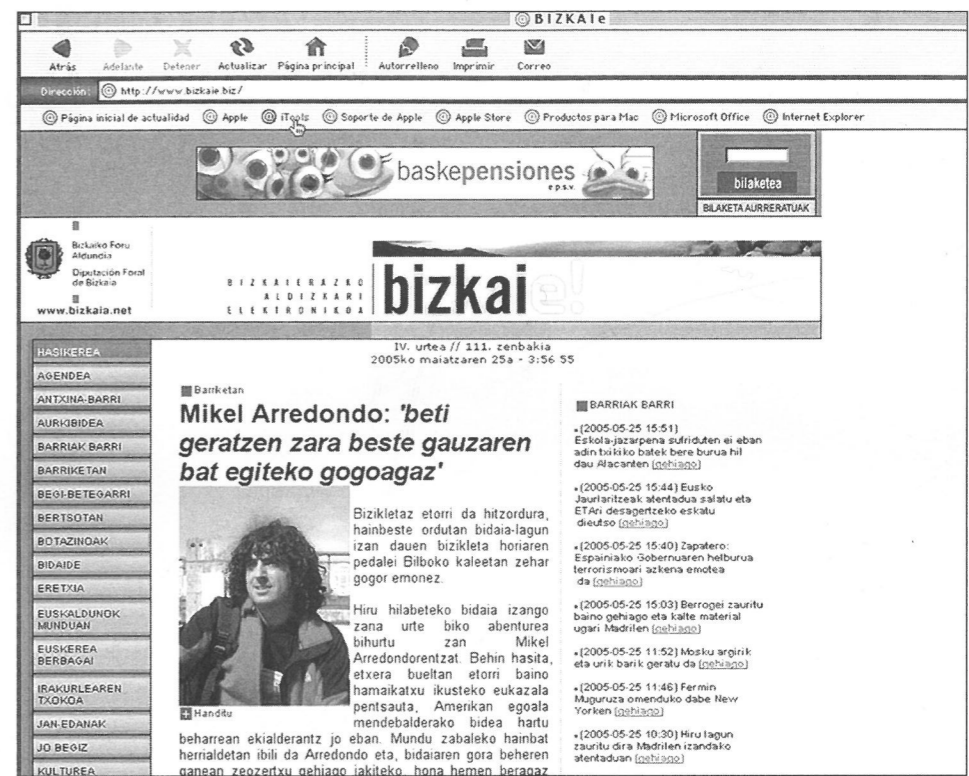 BIZKAIe
Atrás Adelante Detener Actualizar Página principal Autorrelleno Imprimir Correo
Dirección: http://www.bizkaie.biz/
Página inicial de actualidad Apple iTools Soporte de Apple Apple Store Productos para Mac Microsoft Office Internet Explorer
baskepensiones
e.p.s.v.
bilaketea
BILAKETA AURRERATUAK
Bizkaiko Foru
Aldundia
Diputación Foral
de Bizkaia
www.bizkaia.net
BIZKAIERAZKO
ALDIZKARI
ELEKTRONIKOA
bizkai@!
IV. urtea // 111. zenbakia
2005ko maiatzaren 25a - 3:56 55
HASIKEREA
AGENDEA
ANTXINA-BARRI
AURKIBIDEA
BARRIAK BARRI
BARRIKETAN
BEGI-BETEGARRI
BERTSOTAN
BOTAZINOAK
BIDAIDE
ERETXIA
EUSKALDUNOK
MUNDUAN
EUSKEREA
BERBAGAI
IRAKURLEAREN
TXOKOA
JAN-EDANAK
JO BEGIZ
KULTUREA
Barriketan
Mikel Arredondo: 'beti
geratzen zara beste gauzaren
bat egiteko gogoagaz'
Bizikletaz etorri da hitzordura,
hainbeste ordutan bidaia-lagun
izan dauen bizikleta horiaren
pedalei Bilboko kaleetan zehar
gogor emonez.
Hiru hilabeteko bidaia izango
zana urte biko abenturea
bihurtu zan Mikel
Arredondorentzat. Behin hasita,
etxera bueltan etorri baino
hamaikatxu ikusteko eukazala
pentsauta, Amerikan egoala
mendebalderako bidea hartu
Handitu
beharrean ekialderantz jo eban. Mundu zabaleko hainbat
herrialdetan ibili da Arredondo eta, bidaiaren gora beheren
ganean zeozertxu gehiago jakiteko, hona hemen beragaz
BARRIAK BARRI
(2005-05-25 15:51)
Eskola-jazarpena sufriduten ei eban
adin txikiko batek bere burua hil
dau Alacanten (gehiago)
(2005-05-25 15:44) Eusko
Jaurlaritzeak atentadua salatu eta
ETAri desagertzeko eskatu
dieutso (gehiago)
(2005-05-25 15:40) Zapatero:
Espainiako Gobernuaren helburua
terrorismoari azkena emotea
da (gehiago)
(2005-05-25 15:03) Berrogei zauritu
baino gehiago eta kalte material
ugari Madrilen (gehiago)
(2005-05-25 11:52) Mosku argirik
eta urik barik geratu da (gehiago)
(2005-05-25 11:46) Fermin
Muguruza omenduko dabe New
Yorken (gehiago)
(2005-05-25 10:30) Hiru lagun
zauritu dira Madrilen izandako
atentaduan (gehiago)